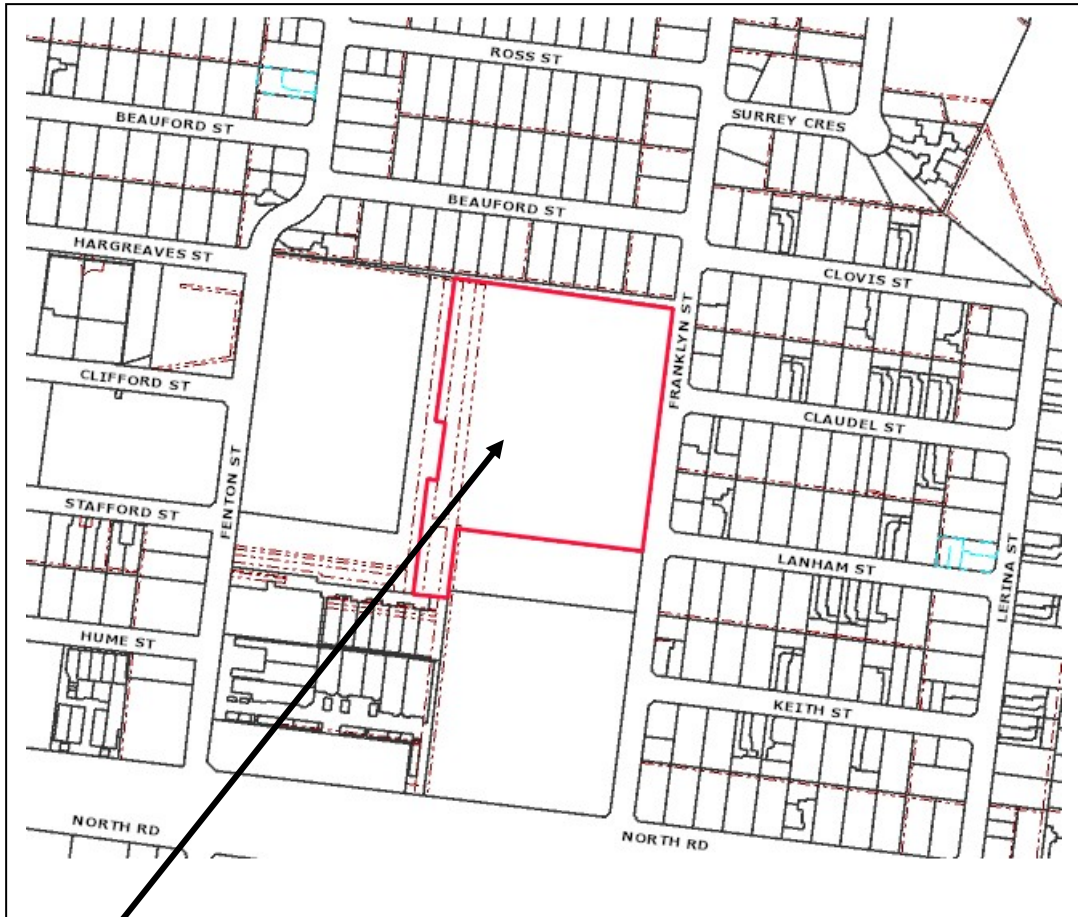 ROSS ST
BEAUFORD ST
SURREY CRES
BEAUFORD ST
HARGREAVES ST
CLOVIS ST
FRANKLYN ST
CLIFFORD ST
CLAUDEL ST
FENTON ST
STAFFORD ST
LANHAM ST
LERINA ST
HUME ST
KEITH ST
NORTH RD
NORTH RD